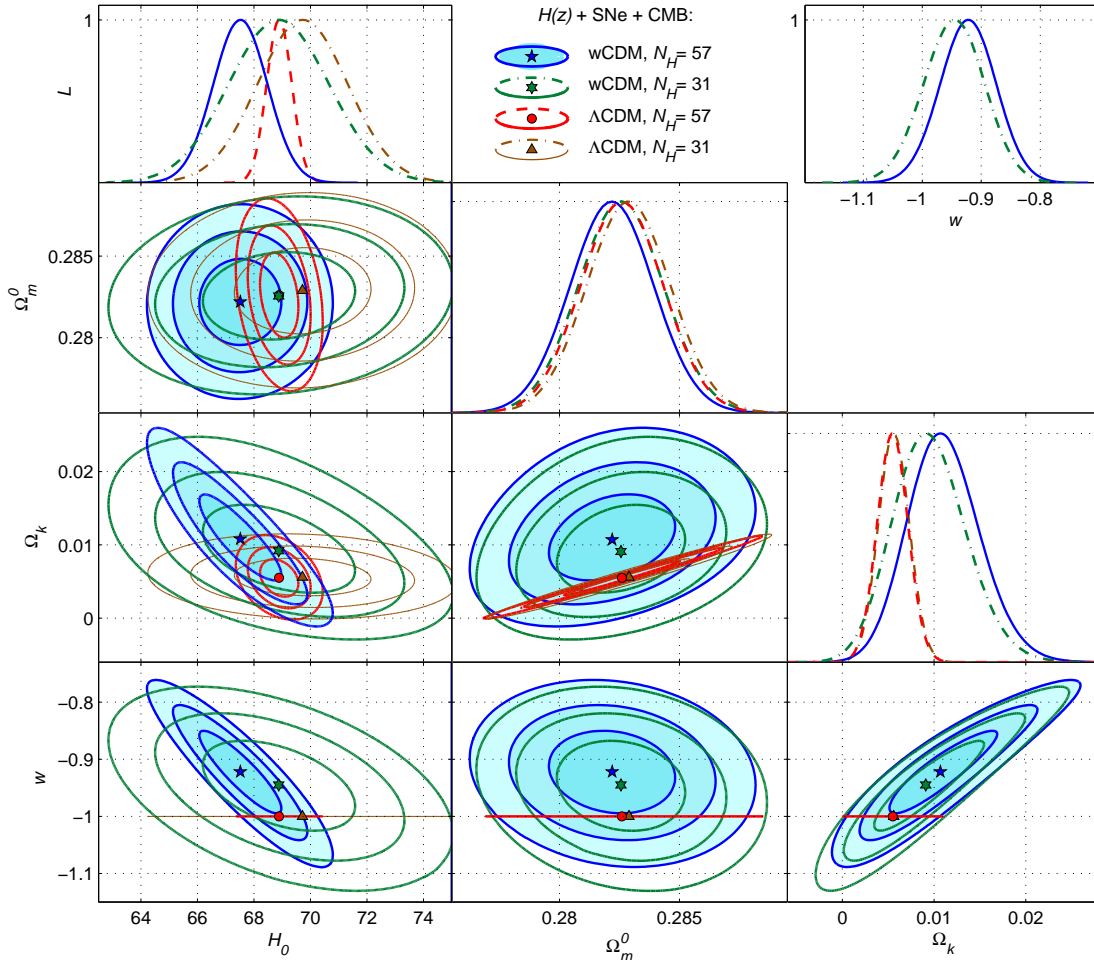 H(z) + SNe + CMB:
wCDM, N_H= 57
wCDM, N_H= 31
ΛCDM, N_H= 57
ΛCDM, N_H= 31
1
L
1
−1.1 −1 −0.9 −0.8
w
0.285
0.28
Ω_m^0
0.02
0.01
0
Ω_k
−0.8
−0.9
−1
−1.1
w
64 66 68 70 72 74
H_0
0.28 0.285
Ω_m^0
0 0.01 0.02
Ω_k